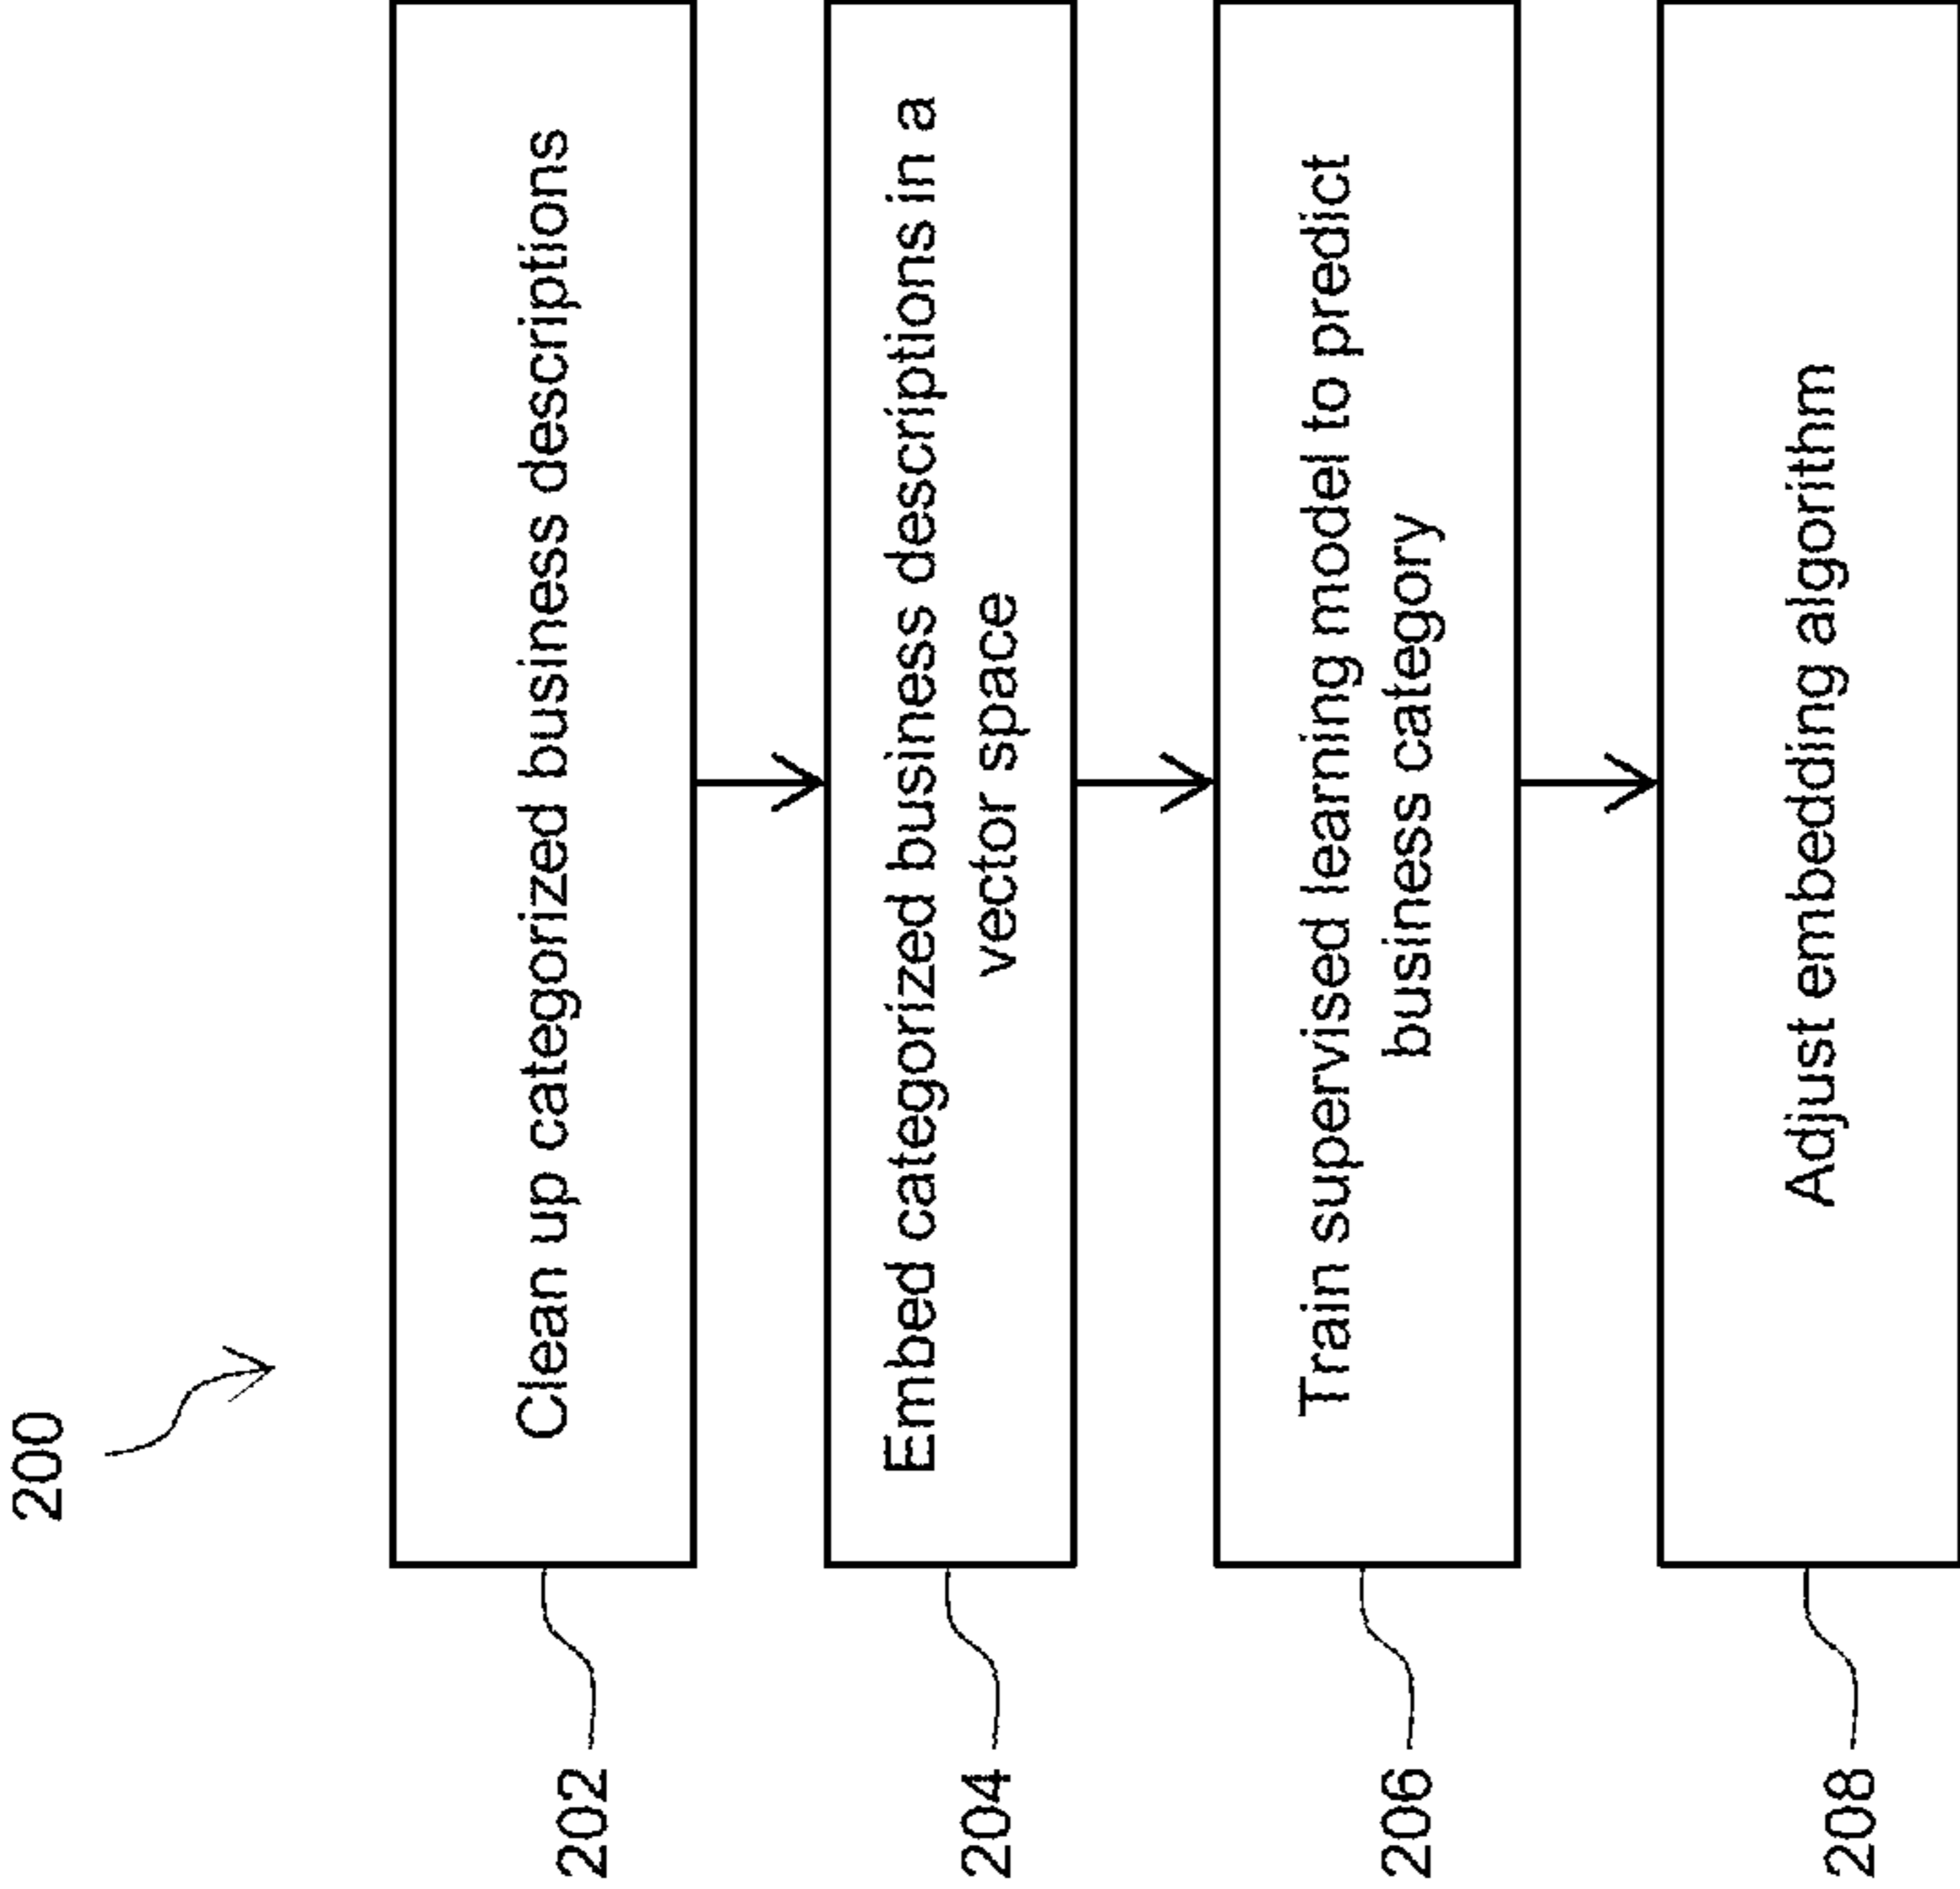 200
202
Clean up categorized business descriptions
204
Embed categorized business descriptions in a
vector space
206
Train supervised learning model to predict
business category
208
Adjust embedding algorithm